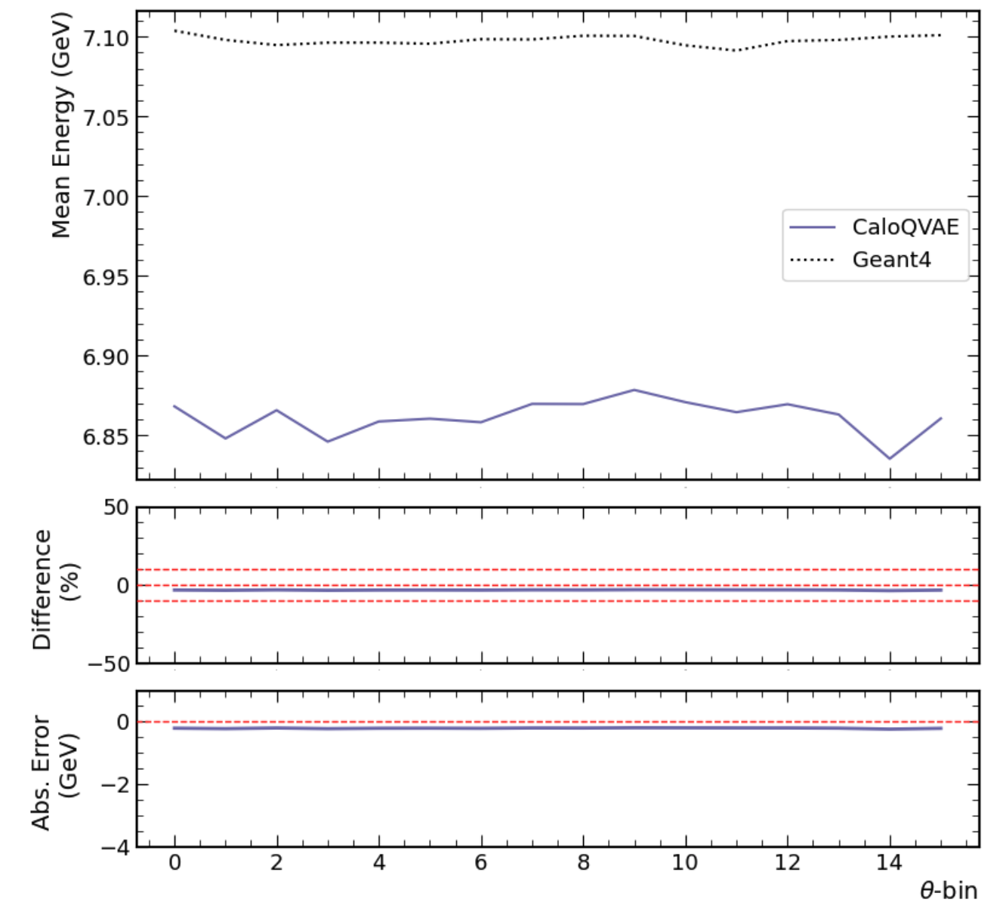 Mean Energy (GeV)
7.10
7.05
7.00
6.95
6.90
6.85
CaloQVAE
Geant4
Difference
(%)
50
0
−50
Abs. Error
(GeV)
0
−2
−4
0 2 4 6 8 10 12 14
θ-bin